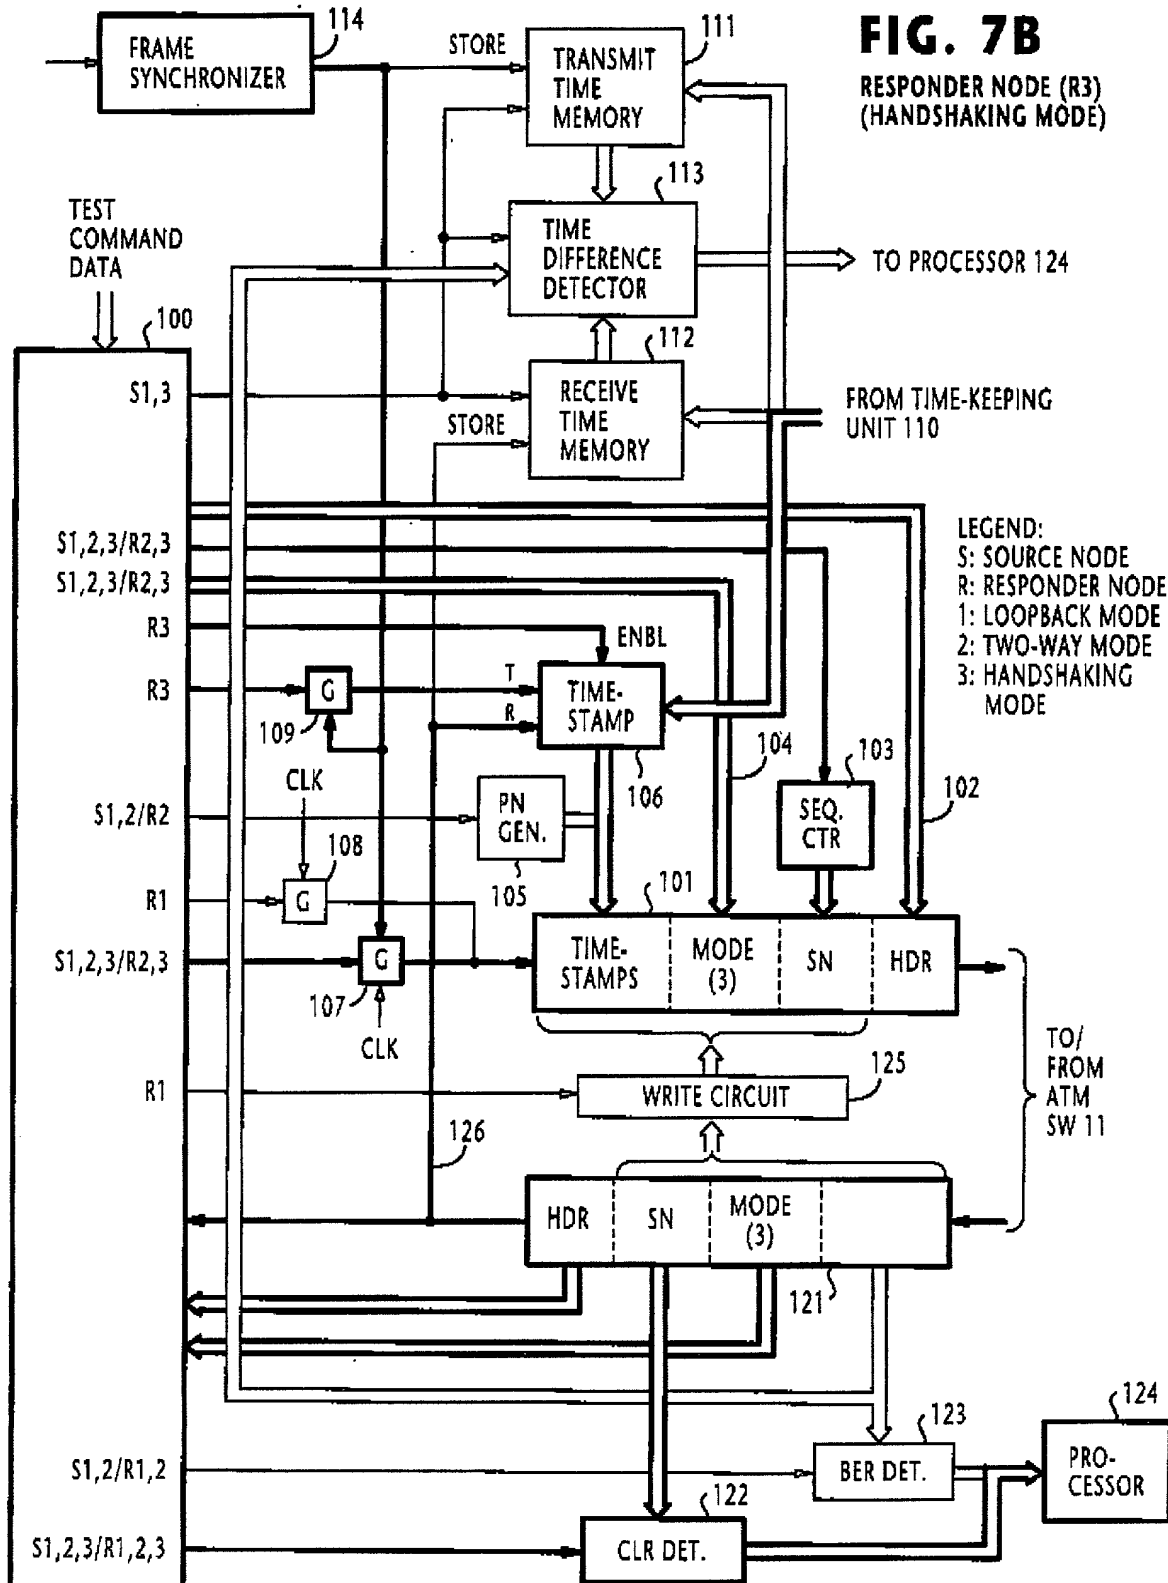 FIG. 7B
RESPONDER NODE (R3)
(HANDSHAKING MODE)
114
FRAME
SYNCHRONIZER
STORE
111
TRANSMIT
TIME
MEMORY
113
TIME
DIFFERENCE
DETECTOR
TO PROCESSOR 124
TEST
COMMAND
DATA
100
S1,3
STORE
112
RECEIVE
TIME
MEMORY
FROM TIME-KEEPING
UNIT 110
S1,2,3/R2,3
S1,2,3/R2,3
LEGEND:
S: SOURCE NODE
R: RESPONDER NODE
1: LOOPBACK MODE
2: TWO-WAY MODE
3: HANDSHAKING
MODE
R3
ENBL
R3
G
109
T
R
TIME-
STAMP
106
104
103
102
CLK
S1,2/R2
PN
GEN.
105
SEQ.
CTR
108
R1
G
101
S1,2,3/R2,3
G
107
CLK
TIME-
STAMPS
MODE
(3)
SN
HDR
TO/
FROM
ATM
SW 11
R1
WRITE CIRCUIT
125
126
HDR
SN
MODE
(3)
121
123
124
S1,2/R1,2
BER DET.
PRO-
CESSOR
122
S1,2,3/R1,2,3
CLR DET.